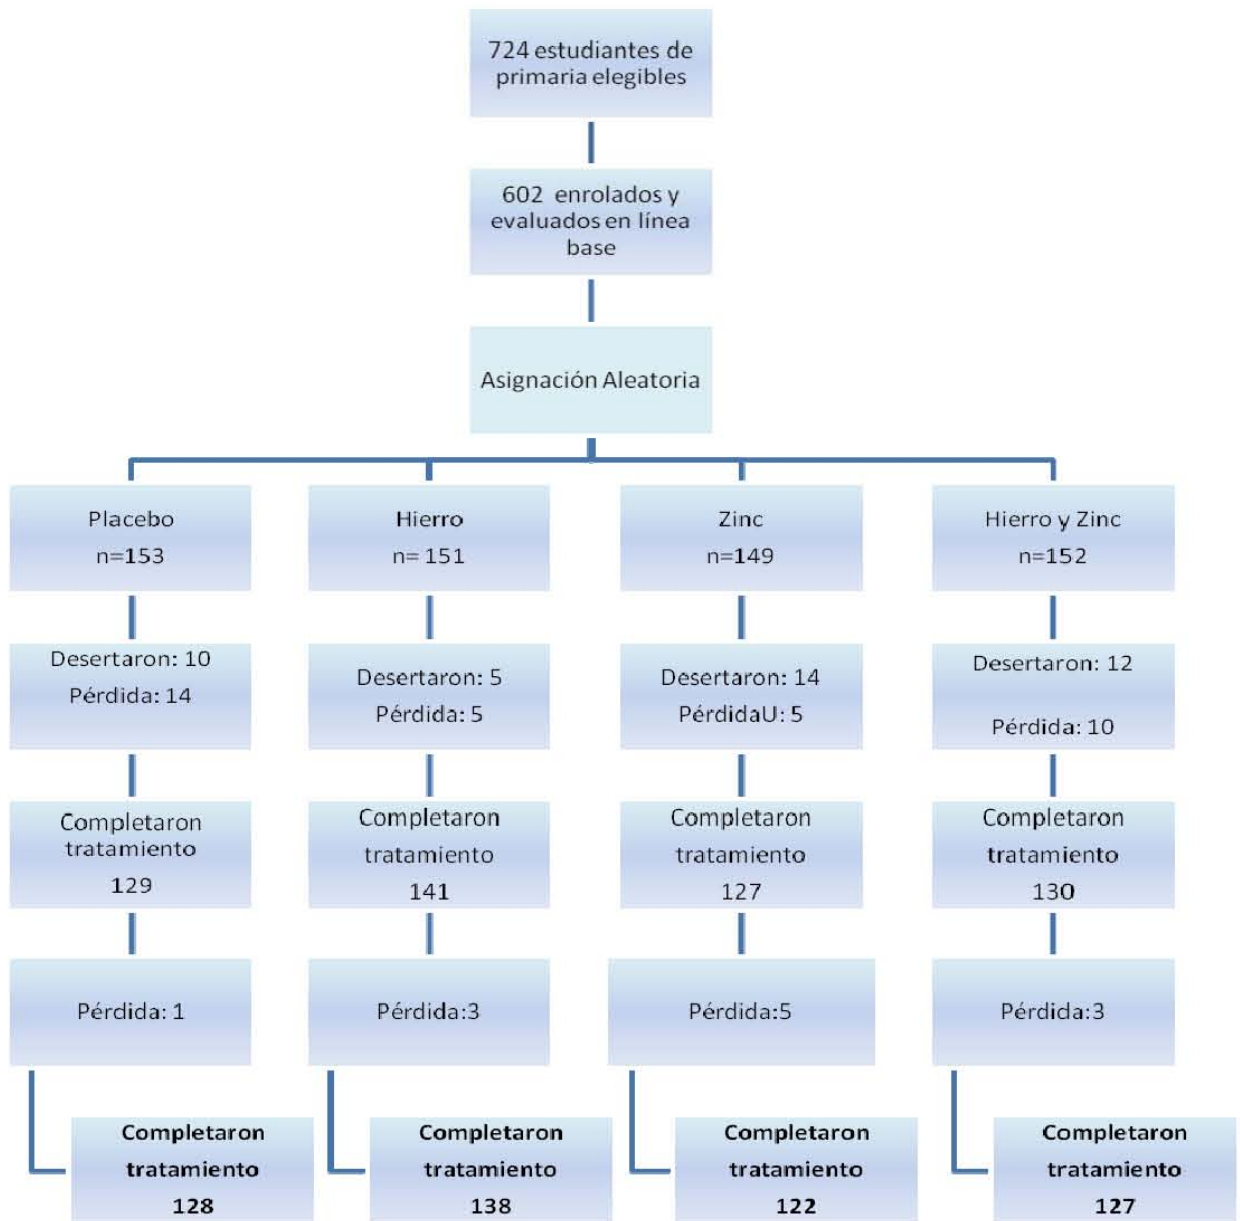 724 estudiantes de
primaria elegibles
602 enrolados y
evaluados en línea
base
Asignación Aleatoria
Placebo
n=153
Hierro
n= 151
Zinc
n=149
Hierro y Zinc
n=152
Desertaron: 10
Pérdida: 14
Desertaron: 5
Pérdida: 5
Desertaron: 14
PérdidaU: 5
Desertaron: 12
Pérdida: 10
Completaron
tratamiento
129
Completaron
tratamiento
141
Completaron
tratamiento
127
Completaron
tratamiento
130
Pérdida: 1
Pérdida:3
Pérdida:5
Pérdida:3
Completaron
tratamiento
128
Completaron
tratamiento
138
Completaron
tratamiento
122
Completaron
tratamiento
127